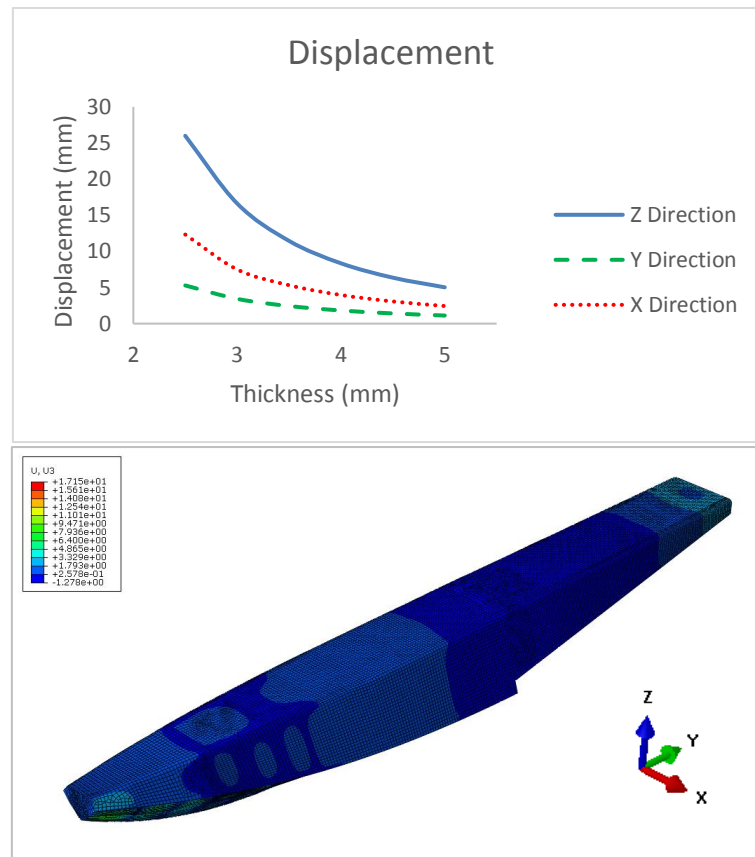 Displacement
Displacement (mm)
30
25
20
15
10
5
0
2 3 4 5
Thickness (mm)
Z Direction
Y Direction
X Direction
U, U3
+1.715e+01
+1.561e+01
+1.408e+01
+1.254e+01
+1.101e+01
+9.471e+00
+7.936e+00
+6.400e+00
+4.865e+00
+3.329e+00
+1.793e+00
+2.578e-01
-1.278e+00
Z
Y
X